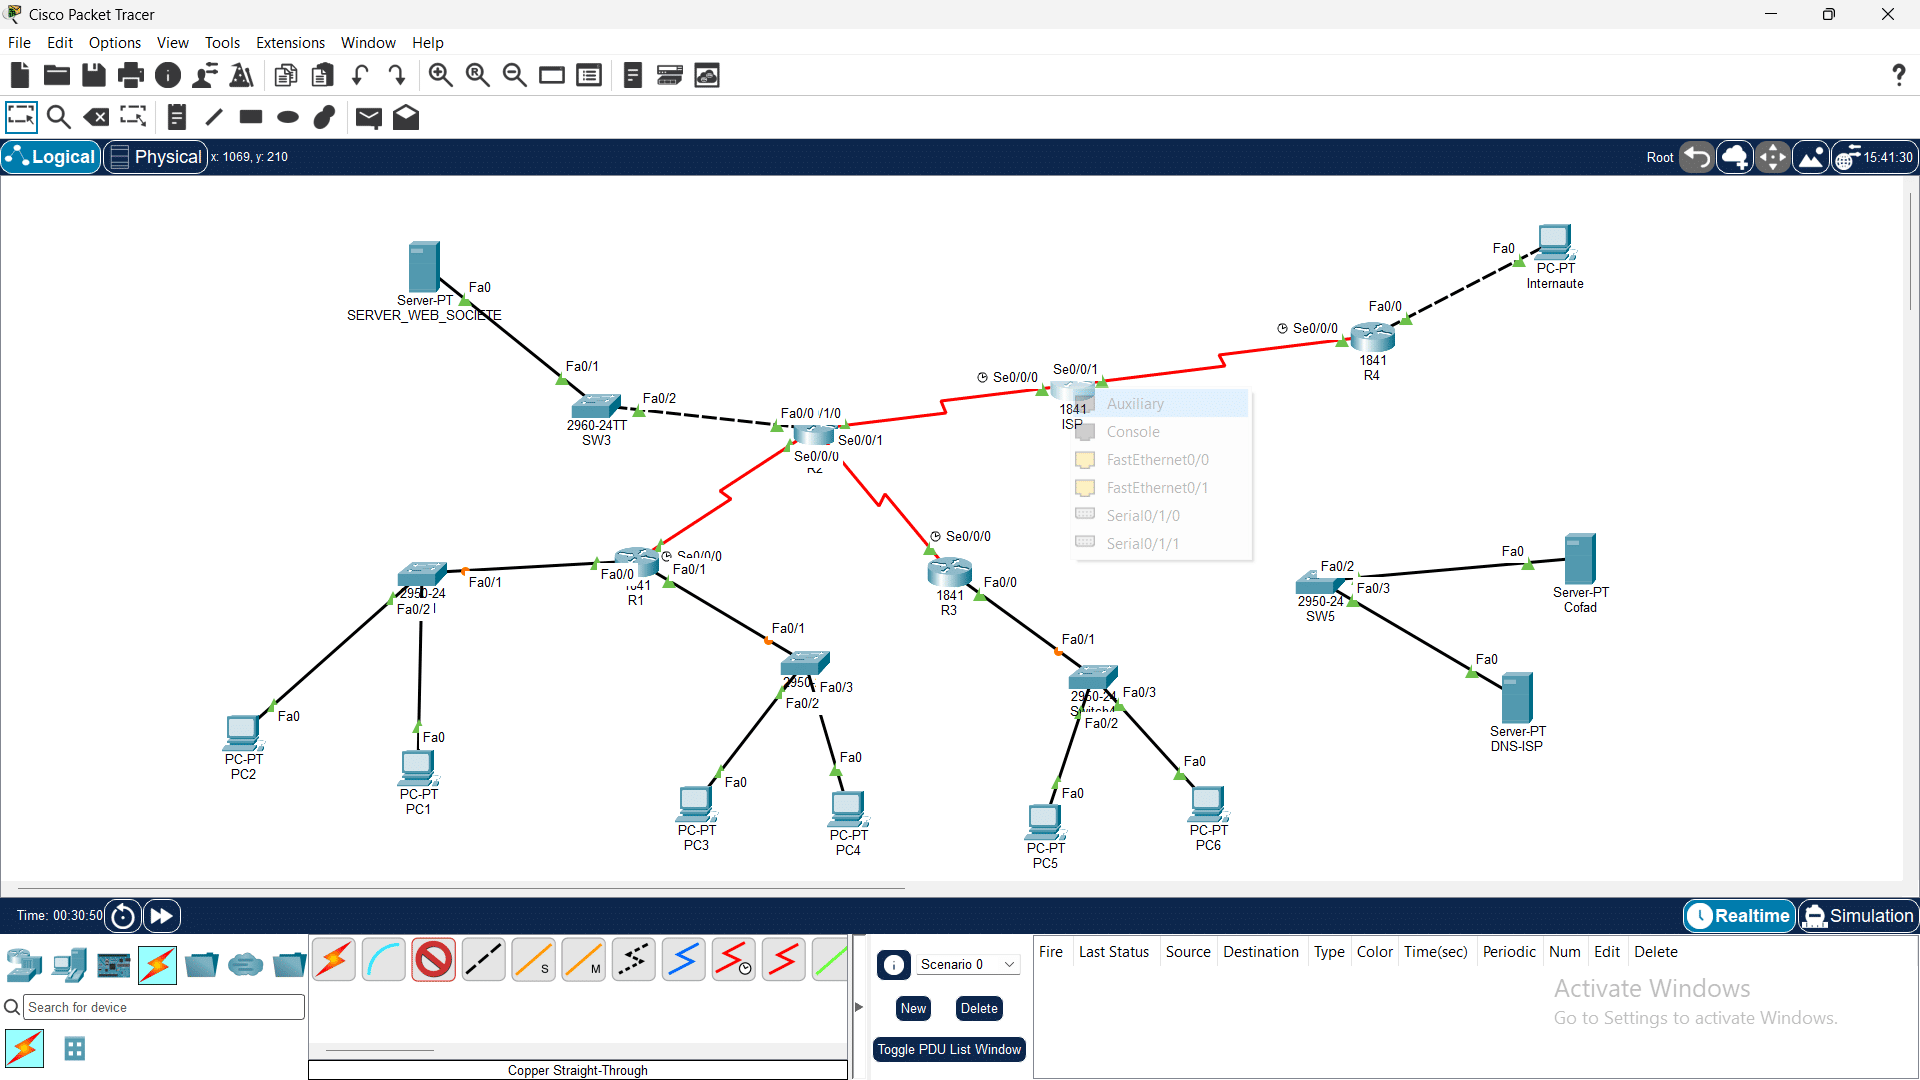 Cisco Packet Tracer
File Edit Options View Tools Extensions Window Help
Logical Physical x: 1069, y: 210 Root 15:41:30
Fa0
Server-PT
SERVER_WEB_SOCIETE
Fa0/1
Fa0/2
2960-24TT
SW3
Fa0/0 /1/0
Se0/0/1
Se0/0/0
R2
Se0/0/0
Se0/0/1
1841
ISP
Auxiliary
Console
FastEthernet0/0
FastEthernet0/1
Serial0/1/0
Serial0/1/1
Se0/0/0
Fa0/0
1841
R4
Fa0
PC-PT
Internaute
Fa0/1
2950-24
Fa0/2
Fa0/0
Se0/0/0
Fa0/1
1841
R1
Se0/0/0
Fa0/0
1841
R3
Fa0/2
Fa0/3
2950-24
SW5
Fa0
Server-PT
Cofad
Fa0
Server-PT
DNS-ISP
Fa0/1
2950-
Fa0/3
Fa0/2
Fa0/1
2950-24
Switch4
Fa0/3
Fa0/2
Fa0
PC-PT
PC2
Fa0
PC-PT
PC1
Fa0
PC-PT
PC3
Fa0
PC-PT
PC4
Fa0
PC-PT
PC5
Fa0
PC-PT
PC6
Time: 00:30:50 Realtime Simulation
Search for device
S
M
Copper Straight-Through
Scenario 0
New Delete
Toggle PDU List Window
Fire Last Status Source Destination Type Color Time(sec) Periodic Num Edit Delete
Activate Windows
Go to Settings to activate Windows.